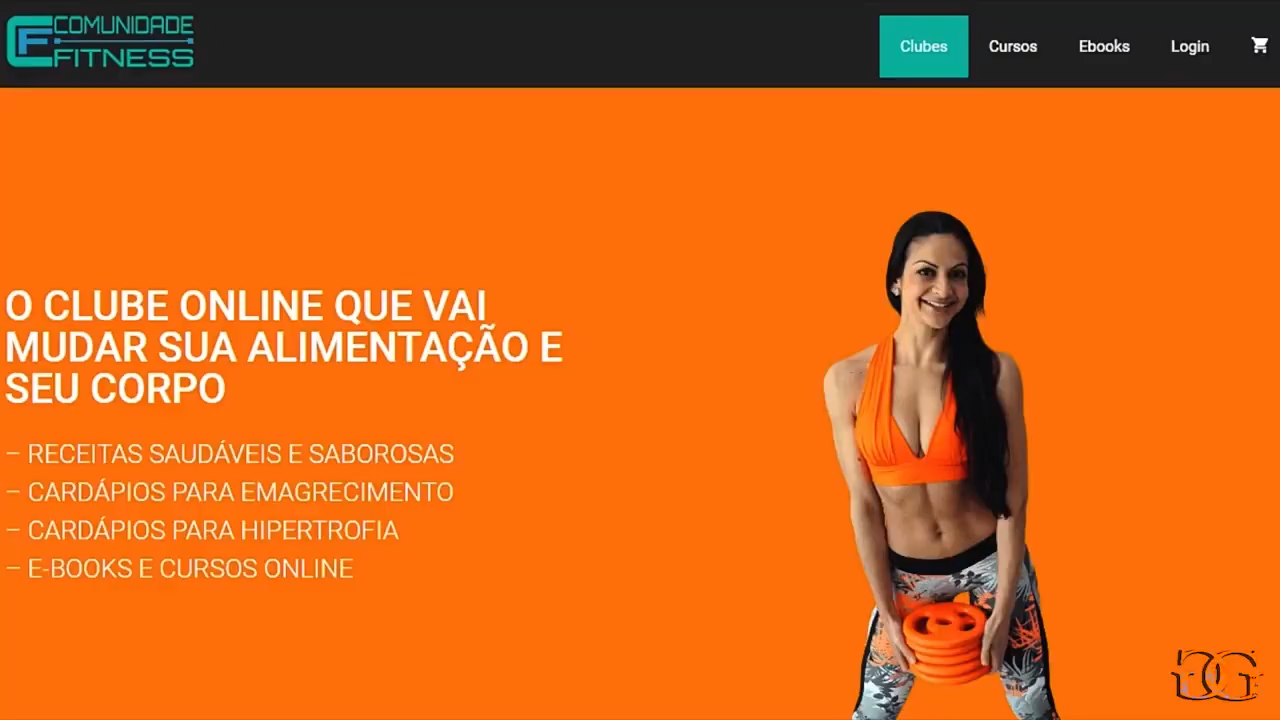 COMUNIDADE
CF FITNESS
Clubes Cursos Ebooks Login
O CLUBE ONLINE QUE VAI
MUDAR SUA ALIMENTAÇÃO E
SEU CORPO
– RECEITAS SAUDÁVEIS E SABOROSAS
– CARDÁPIOS PARA EMAGRECIMENTO
– CARDÁPIOS PARA HIPERTROFIA
– E-BOOKS E CURSOS ONLINE